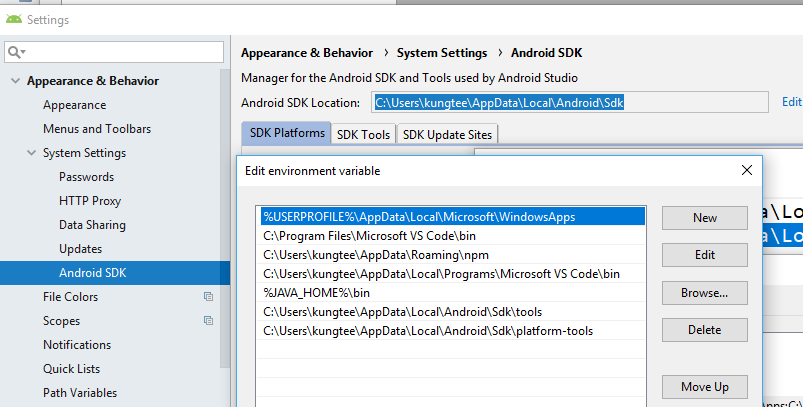 Settings
Appearance & Behavior › System Settings › Android SDK
Manager for the Android SDK and Tools used by Android Studio
Android SDK Location: C:\Users\kungtee\AppData\Local\Android\Sdk Edit
SDK Platforms SDK Tools SDK Update Sites
Appearance & Behavior
Appearance
Menus and Toolbars
System Settings
Passwords
HTTP Proxy
Data Sharing
Updates
Android SDK
File Colors
Scopes
Notifications
Quick Lists
Path Variables
Edit environment variable
%USERPROFILE%\AppData\Local\Microsoft\WindowsApps
C:\Program Files\Microsoft VS Code\bin
C:\Users\kungtee\AppData\Roaming\npm
C:\Users\kungtee\AppData\Local\Programs\Microsoft VS Code\bin
%JAVA_HOME%\bin
C:\Users\kungtee\AppData\Local\Android\Sdk\tools
C:\Users\kungtee\AppData\Local\Android\Sdk\platform-tools
New
Edit
Browse...
Delete
Move Up